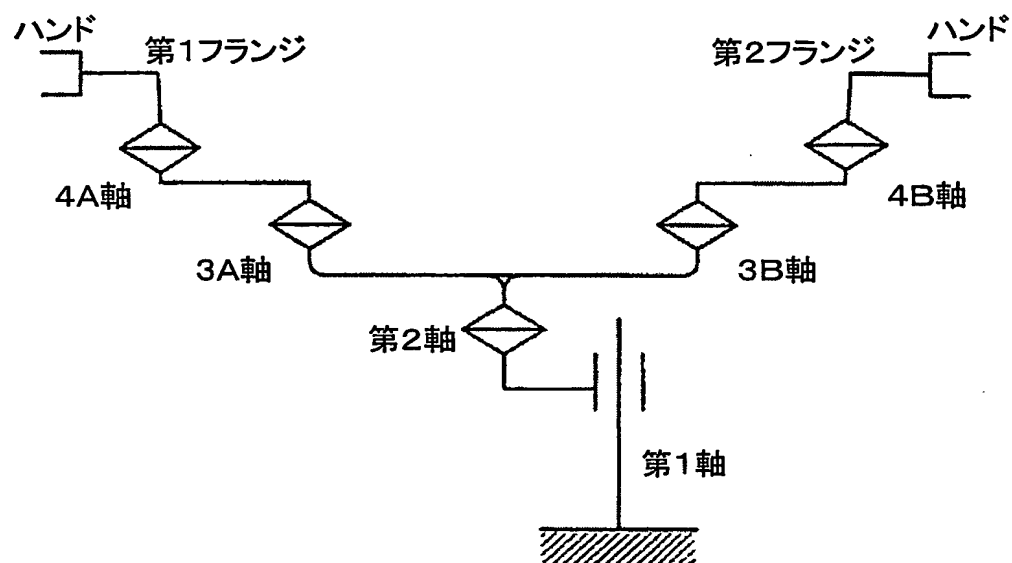 ハンド
ハンド
第1フランジ
第2フランジ
4A軸
4B軸
3A軸
3B軸
第2軸
第1軸